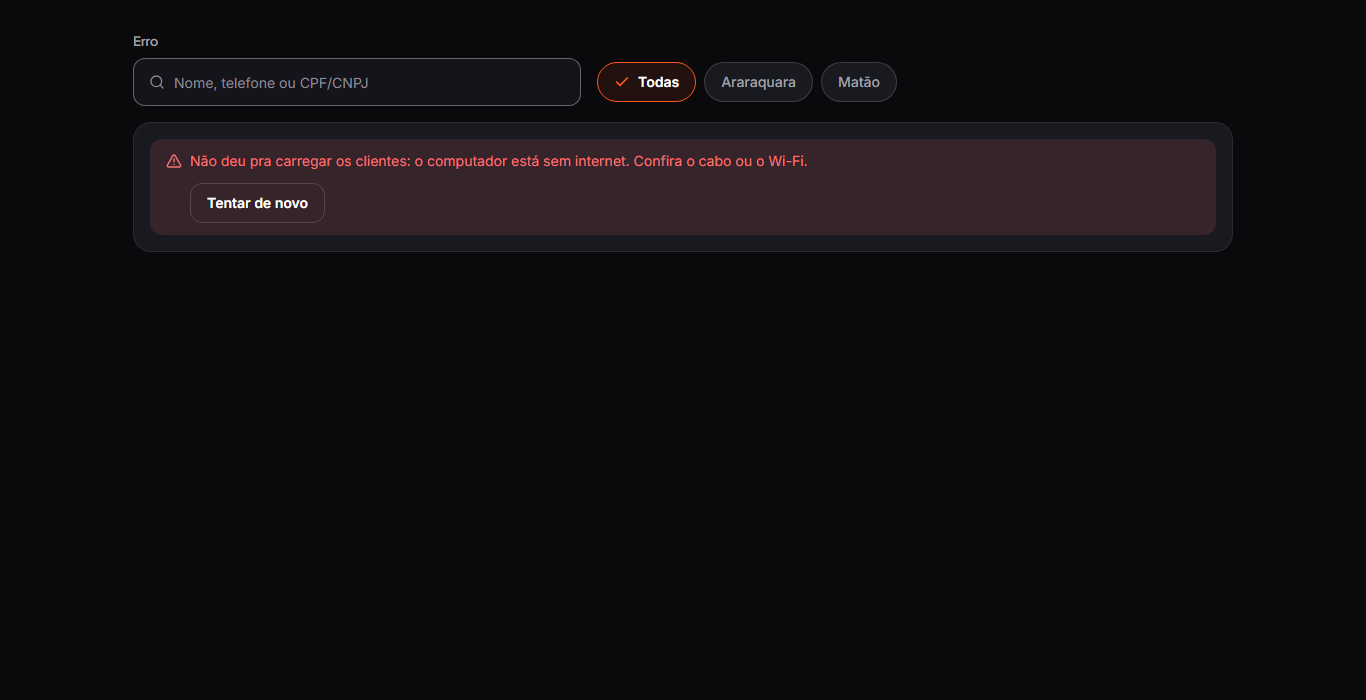 Erro
Nome, telefone ou CPF/CNPJ
Todas
Araraquara
Matão
Não deu pra carregar os clientes: o computador está sem internet. Confira o cabo ou o Wi-Fi.
Tentar de novo